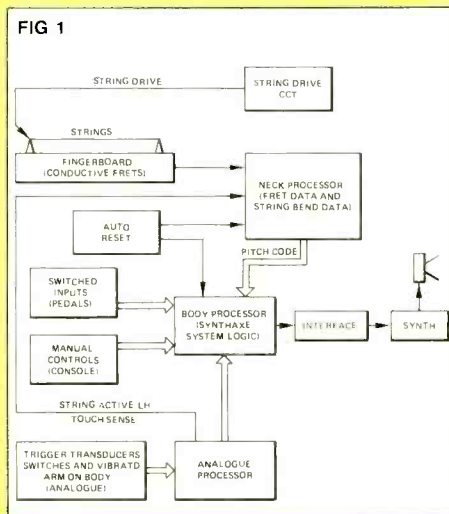 FIG 1
STRING DRIVE
STRING DRIVE
CCT
STRINGS
FINGERBOARD
(CONDUCTIVE FRETS)
NECK PROCESSOR
(FRET DATA AND
STRING BEND DATA)
AUTO
RESET
PITCH CODE
SWITCHED
INPUTS
(PEDALS)
BODY PROCESSOR
(SYNTHAXE
SYSTEM LOGIC)
INTERFACE
SYNTH
MANUAL
CONTROLS
(CONSOLE)
STRING ACTIVE LH
TOUCH SENSE
TRIGGER TRANSDUCERS
SWITCHES AND VIBRATO
ARM ON BODY
(ANALOGUE)
ANALOGUE
PROCESSOR